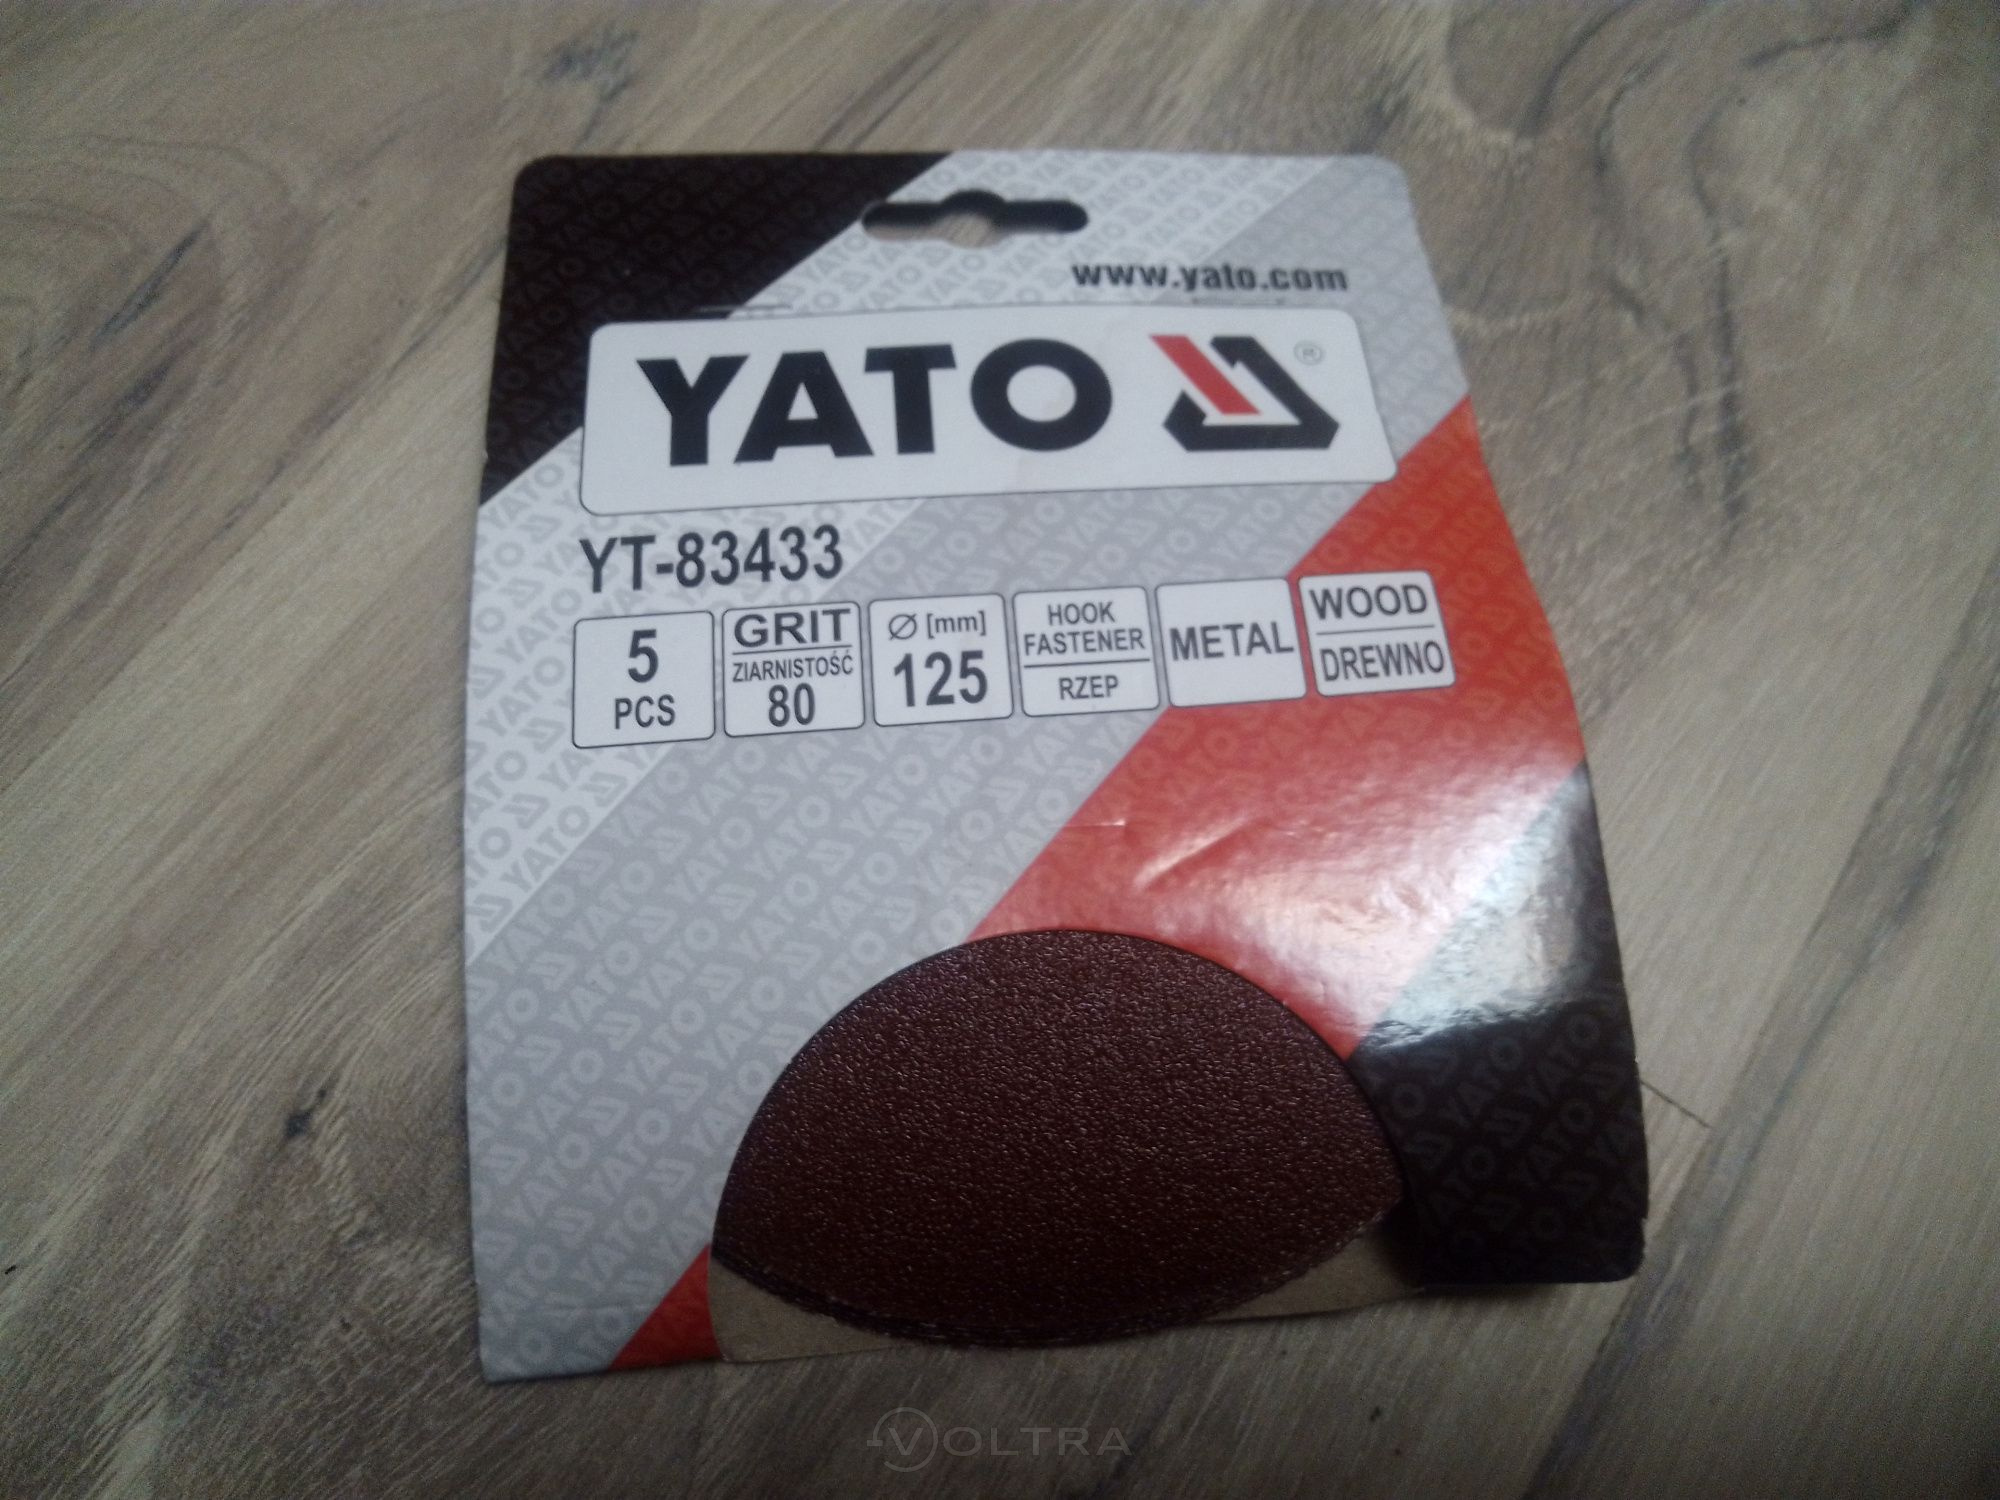 www.yato.com
YATO ®
YT-83433
5
PCS
GRIT
ZIARNISTOŚĆ
80
Ø [mm]
125
HOOK
FASTENER
RZEP
METAL
WOOD
DREWNO
VOLTRA